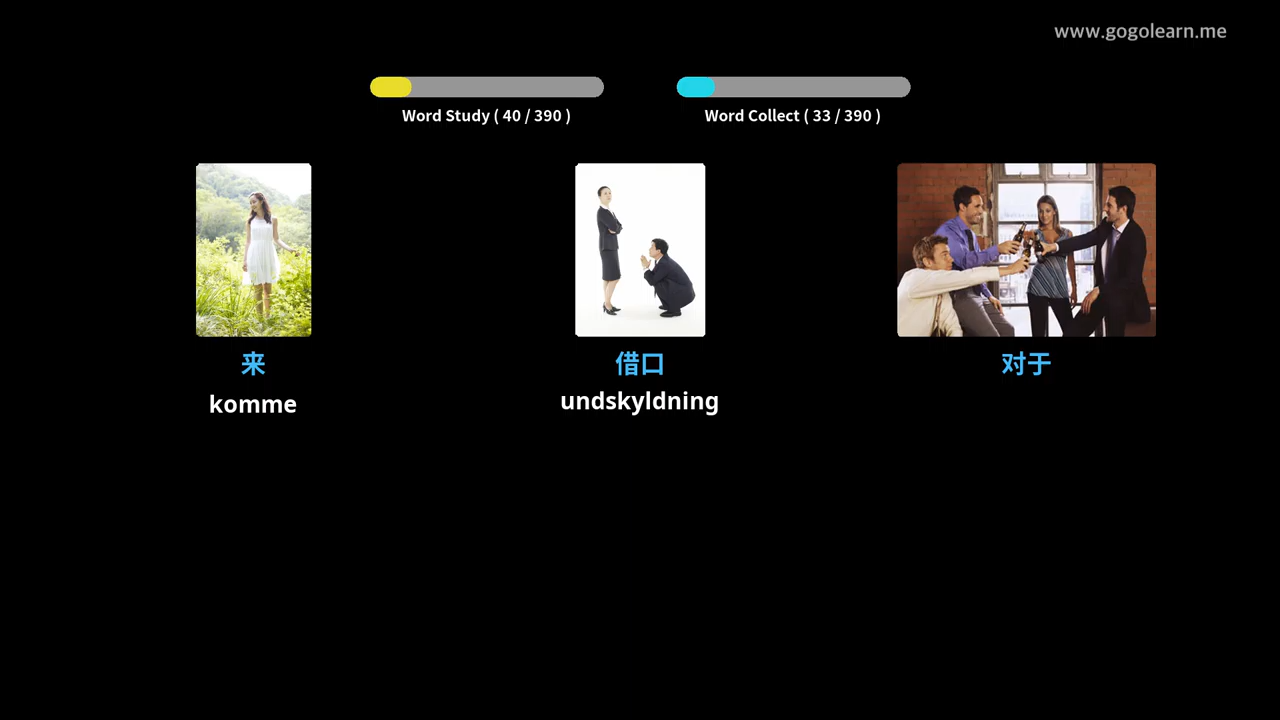 www.gogolearn.me
Word Study ( 40 / 390 )
Word Collect ( 33 / 390 )
来
借口
对于
komme
undskyldning